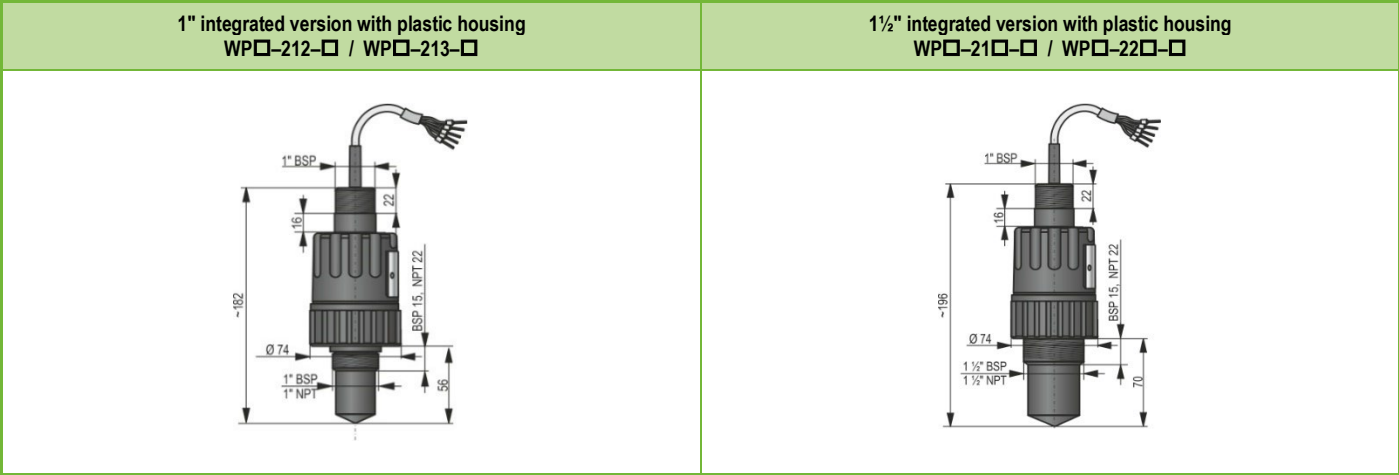 1" integrated version with plastic housing
WP☐–212–☐ / WP☐–213–☐
1" BSP
22
16
~182
BSP 15, NPT 22
Ø 74
1" BSP
1" NPT
56
1½" integrated version with plastic housing
WP☐–21☐–☐ / WP☐–22☐–☐
1" BSP
22
16
~196
BSP 15, NPT 22
Ø 74
1 ½" BSP
1 ½" NPT
70